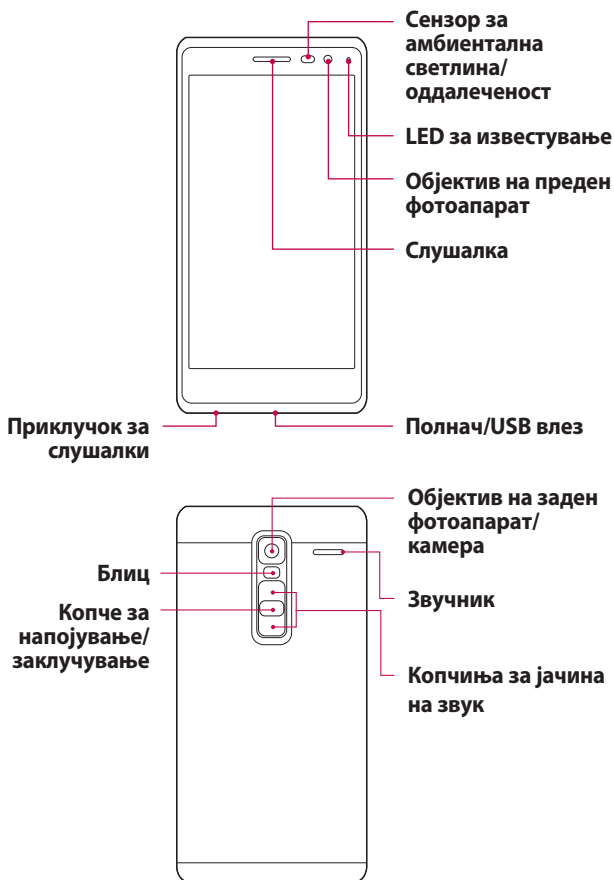 Сензор за
амбиентална
светлина/
оддалеченост
LED за известување
Објектив на преден
фотоапарат
Слушалка
Приклучок за
слушалки
Полнач/USB влез
Објектив на заден
фотоапарат/
камера
Блиц
Звучник
Копче за
напојување/
заклучување
Копчиња за јачина
на звук